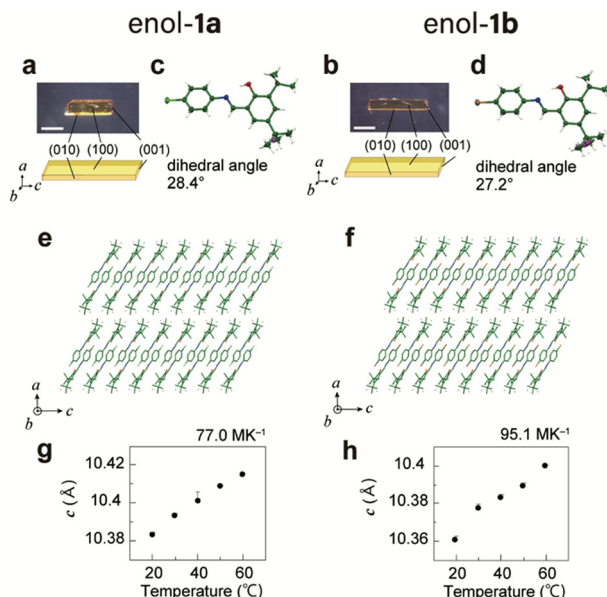 enol-1a
enol-1b
a
c
b
d
(010) (100) (001)
(010) (100) (001)
dihedral angle
28.4°
dihedral angle
27.2°
a
b
c
a
b
c
e
f
a
b
c
a
b
c
77.0 MK⁻¹
95.1 MK⁻¹
g
h
c (Å)
10.42
10.4
10.38
20 40 60
Temperature (℃)
c (Å)
10.4
10.38
10.36
20 40 60
Temperature (℃)